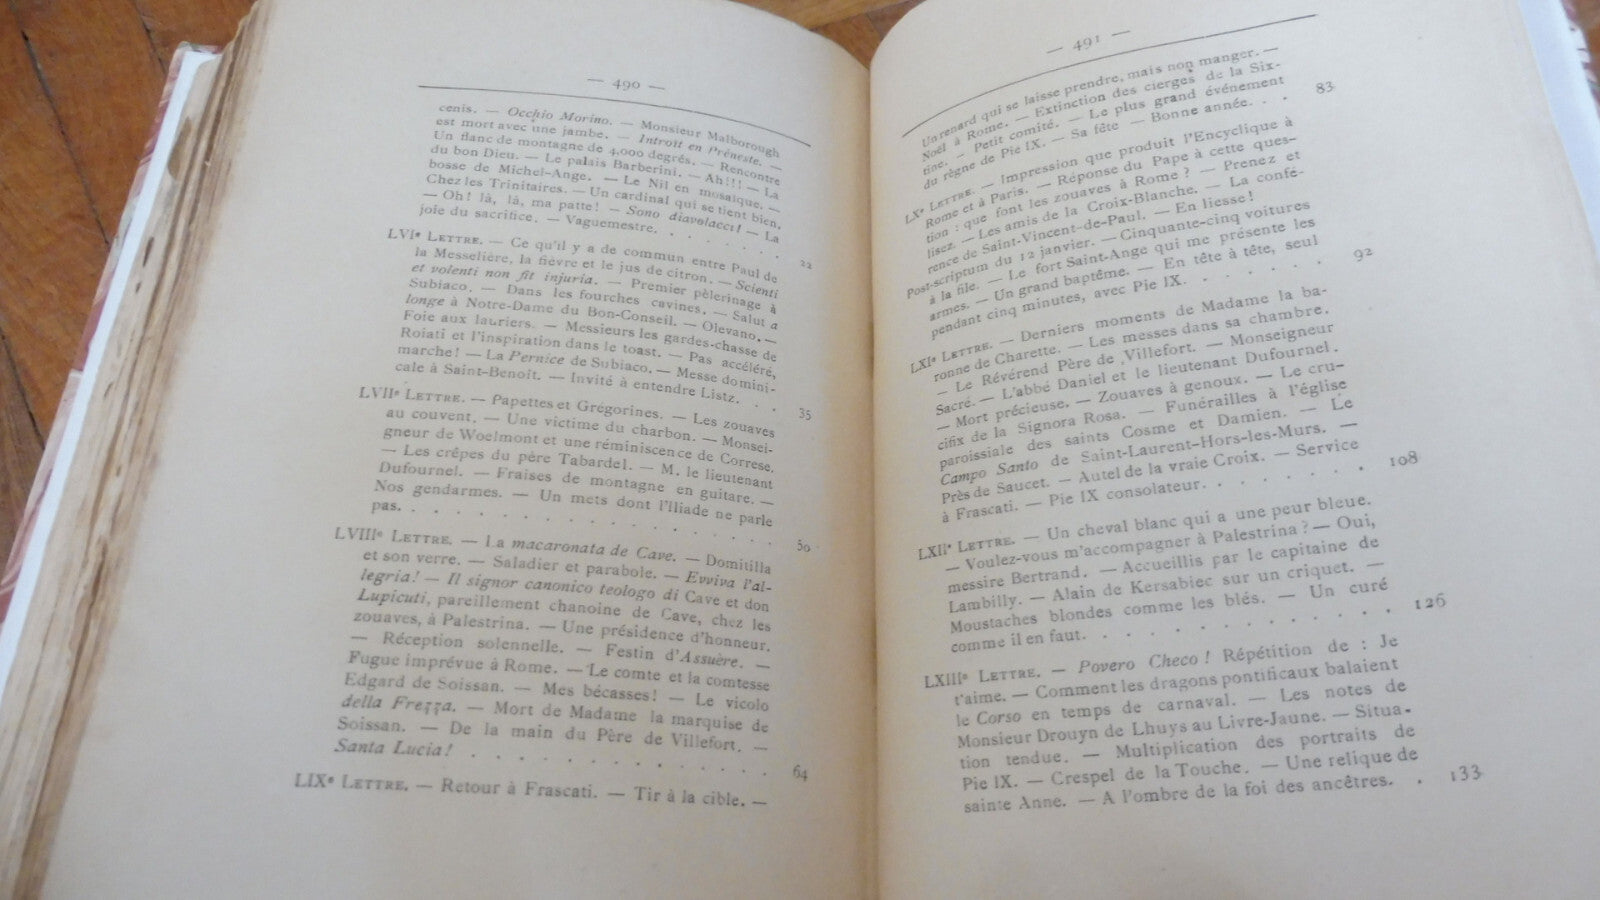 — 490 —
cenis. — Occhio Morino. — Monsieur Malborough
est mort avec une jambe. — Introït en Préneste. —
Un flanc de montagne de 4.000 degrés. — Rencontre
du bon Dieu. — Le palais Barberini. — Ah!!! — La
bosse de Michel-Ange. — Le Nil en mosaïque. —
Chez les Trinitaires. — Un cardinal qui se tient bien.
— Oh! là, là, ma patte! — Sono diavolacci! — La
joie du sacrifice. — Vaguemestre. . . . . . . . 22
LVIe LETTRE. — Ce qu'il y a de commun entre Paul de
la Messelière, la fièvre et le jus de citron. — Scienti
et volenti non fit injuria. — Premier pèlerinage à
Subiaco. — Dans les fourches cavines. — Salut a
longe à Notre-Dame du Bon-Conseil. — Olevano. —
Foie aux lauriers. — Messieurs les gardes-chasse de
Roiati et l'inspiration dans le toast. — Pas accéléré,
marche! — La Pernice de Subiaco. — Messe domini-
cale à Saint-Benoît. — Invité à entendre Listz. . . 35
LVIIe LETTRE. — Papettes et Grégorines. — Les zouaves
au couvent. — Une victime du charbon. — Monsei-
gneur de Woelmont et une réminiscence de Correse.
— Les crêpes du père Tabardel. — M. le lieutenant
Dufournel. — Fraises de montagne en guitare. —
Nos gendarmes. — Un mets dont l'Iliade ne parle
pas. . . . . . . . . . . . . . 50
LVIIIe LETTRE. — La macaronata de Cave. — Domitilla
et son verre. — Saladier et parabole. — Evviva l'al-
legria! — Il signor canonico teologo di Cave et don
Lupicuti, pareillement chanoine de Cave, chez les
zouaves, à Palestrina. — Une présidence d'honneur.
— Réception solennelle. — Festin d'Assuère. —
Fugue imprévue à Rome. — Le comte et la comtesse
Edgard de Soissan. — Mes bécasses! — Le vicolo
della Frezza. — Mort de Madame la marquise de
Soissan. — De la main du Père de Villefort. —
Santa Lucia! . . . . . . . . . . . . 64
LIXe LETTRE. — Retour à Frascati. — Tir à la cible. —
— 491 —
Un renard qui se laisse prendre, mais non manger. —
Noël à Rome. — Extinction des cierges de la Six-
tine. — Petit comité. — Le plus grand événement
du règne de Pie IX. — Sa fête — Bonne année. . . 83
LXe LETTRE. — Impression que produit l'Encyclique à
Rome et à Paris. — Réponse du Pape à cette ques-
tion : que font les zouaves à Rome? — Prenez et
lisez. — Les amis de la Croix-Blanche. — La confé-
rence de Saint-Vincent-de-Paul. — En liesse!
Post-scriptum du 12 janvier. — Cinquante-cinq voitures
à la file. — Le fort Saint-Ange qui me présente les
armes. — Un grand baptême. — En tête à tête, seul
pendant cinq minutes, avec Pie IX. . . . . . . 92
LXIe LETTRE. — Derniers moments de Madame la ba-
ronne de Charette. — Les messes dans sa chambre.
— Le Révérend Père de Villefort. — Monseigneur
Sacré. — L'abbé Daniel et le lieutenant Dufournel.
— Mort précieuse. — Zouaves à genoux. — Le cru-
cifix de la Signora Rosa. — Funérailles à l'église
paroissiale des saints Cosme et Damien. — Le
Campo Santo de Saint-Laurent-Hors-les-Murs. —
Près de Saucet. — Autel de la vraie Croix. — Service
à Frascati. — Pie IX consolateur. . . . . . . 108
LXIIe LETTRE. — Un cheval blanc qui a une peur bleue.
— Voulez-vous m'accompagner à Palestrina? — Oui,
messire Bertrand. — Accueillis par le capitaine de
Lambilly. — Alain de Kersabiec sur un criquet. —
Moustaches blondes comme les blés. — Un curé
comme il en faut. . . . . . . . . . . . 126
LXIIIe LETTRE. — Povero Checo! Répétition de : Je
t'aime. — Comment les dragons pontificaux balaient
le Corso en temps de carnaval. — Les notes de
Monsieur Drouyn de Lhuys au Livre-Jaune. — Situa-
tion tendue. — Multiplication des portraits de
Pie IX. — Crespel de la Touche. — Une relique de
sainte Anne. — A l'ombre de la foi des ancêtres. . 133